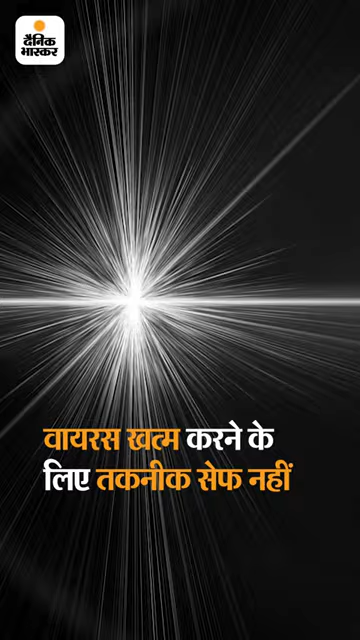 दैनिक
भास्कर
वायरस खत्म करने के
लिए तकनीक सेफ नहीं